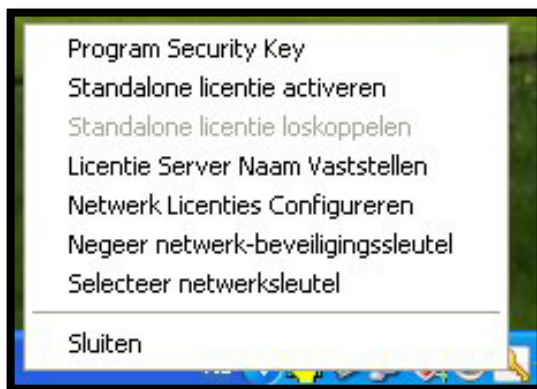 Program Security Key
Standalone licentie activeren
Standalone licentie loskoppelen
Licentie Server Naam Vaststellen
Netwerk Licenties Configureren
Negeer netwerk-beveiligingssleutel
Selecteer netwerksleutel
Sluiten